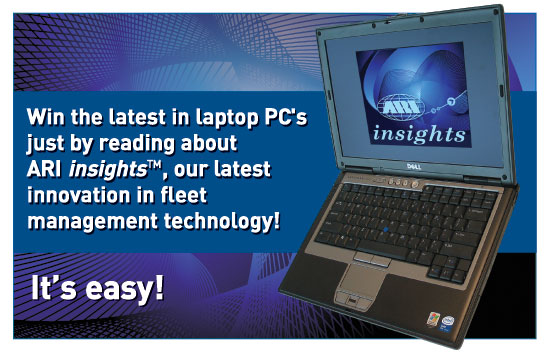 Win the latest in laptop PC's
just by reading about
ARI insights™, our latest
innovation in fleet
management technology!
It's easy!
ARI
insights
DELL